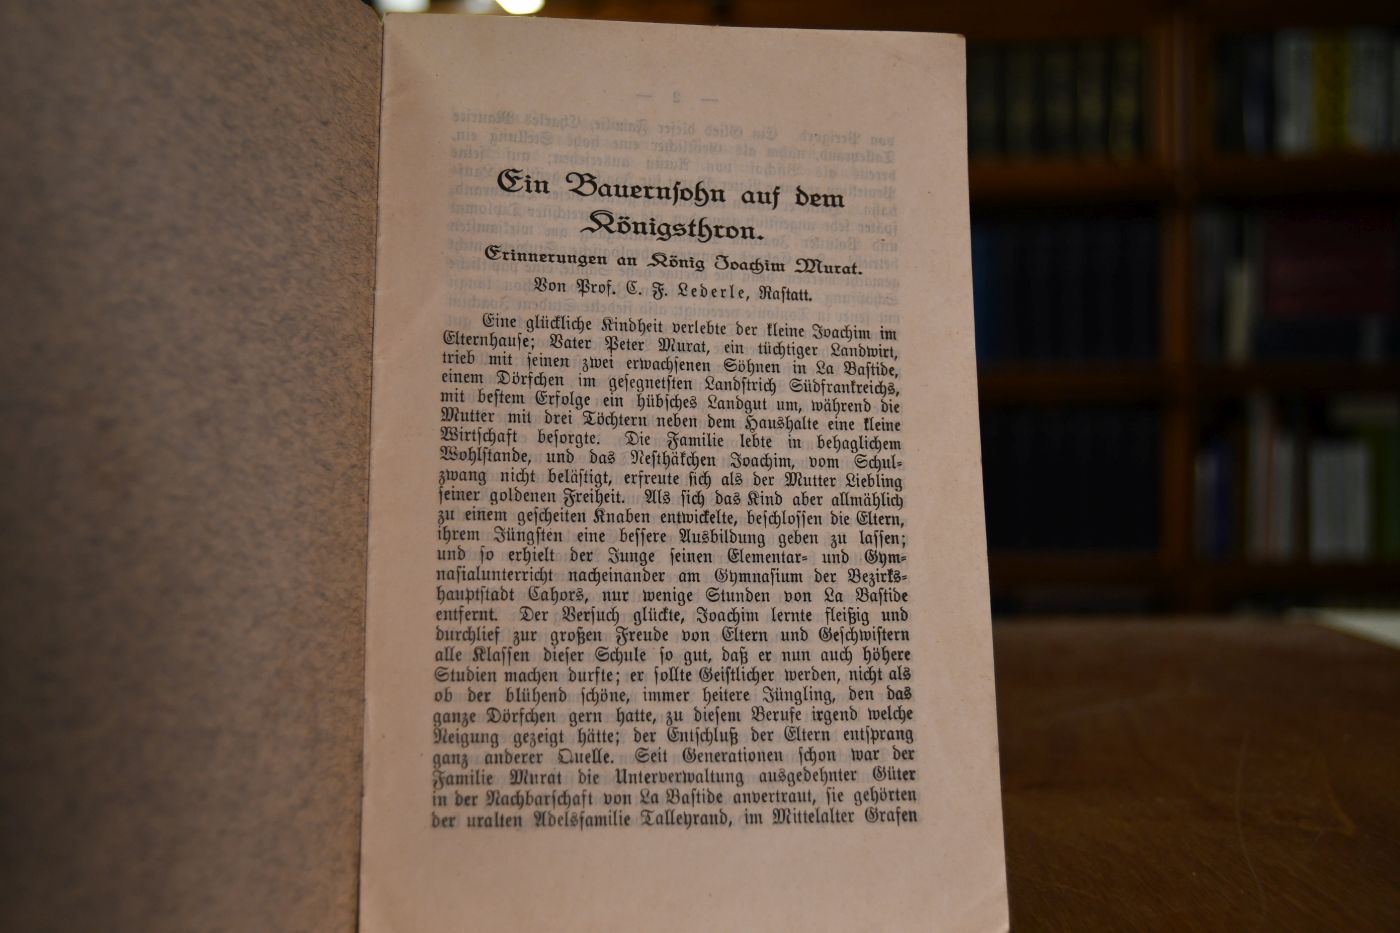 Ein Bauernsohn auf dem
Königsthron.
Erinnerungen an König Joachim Murat.
Von Prof. C. F. Lederle, Rastatt.
Eine glückliche Kindheit verlebte der kleine Joachim im
Elternhause; Vater Peter Murat, ein tüchtiger Landwirt,
trieb mit seinen zwei erwachsenen Söhnen in La Bastide,
einem Dörfchen im gesegnetsten Landstrich Südfrankreichs,
mit bestem Erfolge ein hübsches Landgut um, während die
Mutter mit drei Töchtern neben dem Haushalte eine kleine
Wirtschaft besorgte. Die Familie lebte in behaglichem
Wohlstande, und das Nesthäkchen Joachim, vom Schul-
zwang nicht belästigt, erfreute sich als der Mutter Liebling
seiner goldenen Freiheit. Als sich das Kind aber allmählich
zu einem gescheiten Knaben entwickelte, beschlossen die Eltern,
ihrem Jüngsten eine bessere Ausbildung geben zu lassen;
und so erhielt der Junge seinen Elementar- und Gym-
nasialunterricht nacheinander am Gymnasium der Bezirks-
hauptstadt Cahors, nur wenige Stunden von La Bastide
entfernt. Der Versuch glückte, Joachim lernte fleißig und
durchlief zur großen Freude von Eltern und Geschwistern
alle Klassen dieser Schule so gut, daß er nun auch höhere
Studien machen durfte; er sollte Geistlicher werden, nicht als
ob der blühend schöne, immer heitere Jüngling, den das
ganze Dörfchen gern hatte, zu diesem Berufe irgend welche
Neigung gezeigt hätte; der Entschluß der Eltern entsprang
ganz anderer Quelle. Seit Generationen schon war der
Familie Murat die Unterverwaltung ausgedehnter Güter
in der Nachbarschaft von La Bastide anvertraut, sie gehörten
der uralten Adelsfamilie Talleyrand, im Mittelalter Grafen